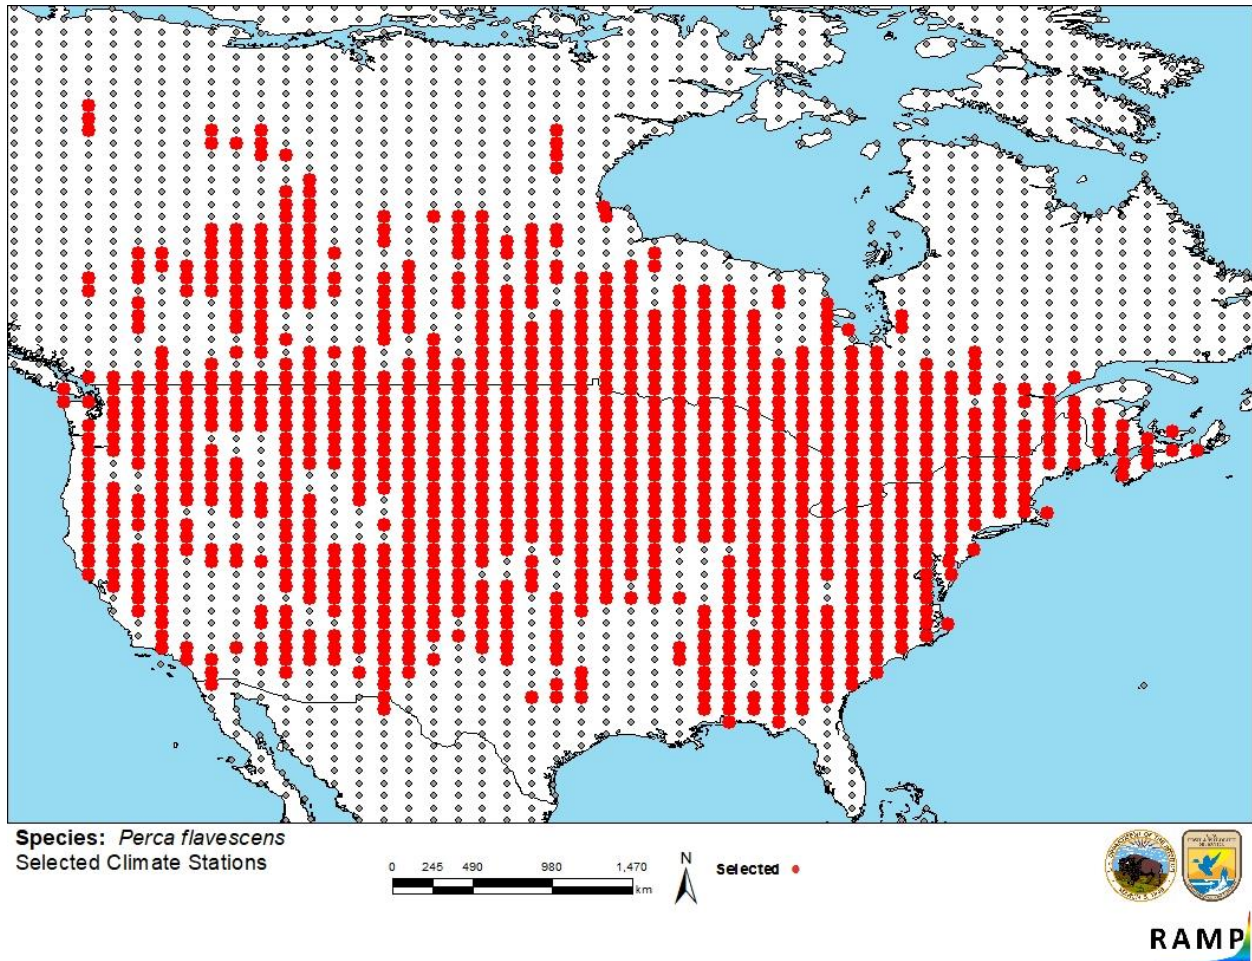 Species: Perca flavescens
Selected Climate Stations
0 245 490 980 1,470
km
N
Selected
RAMP